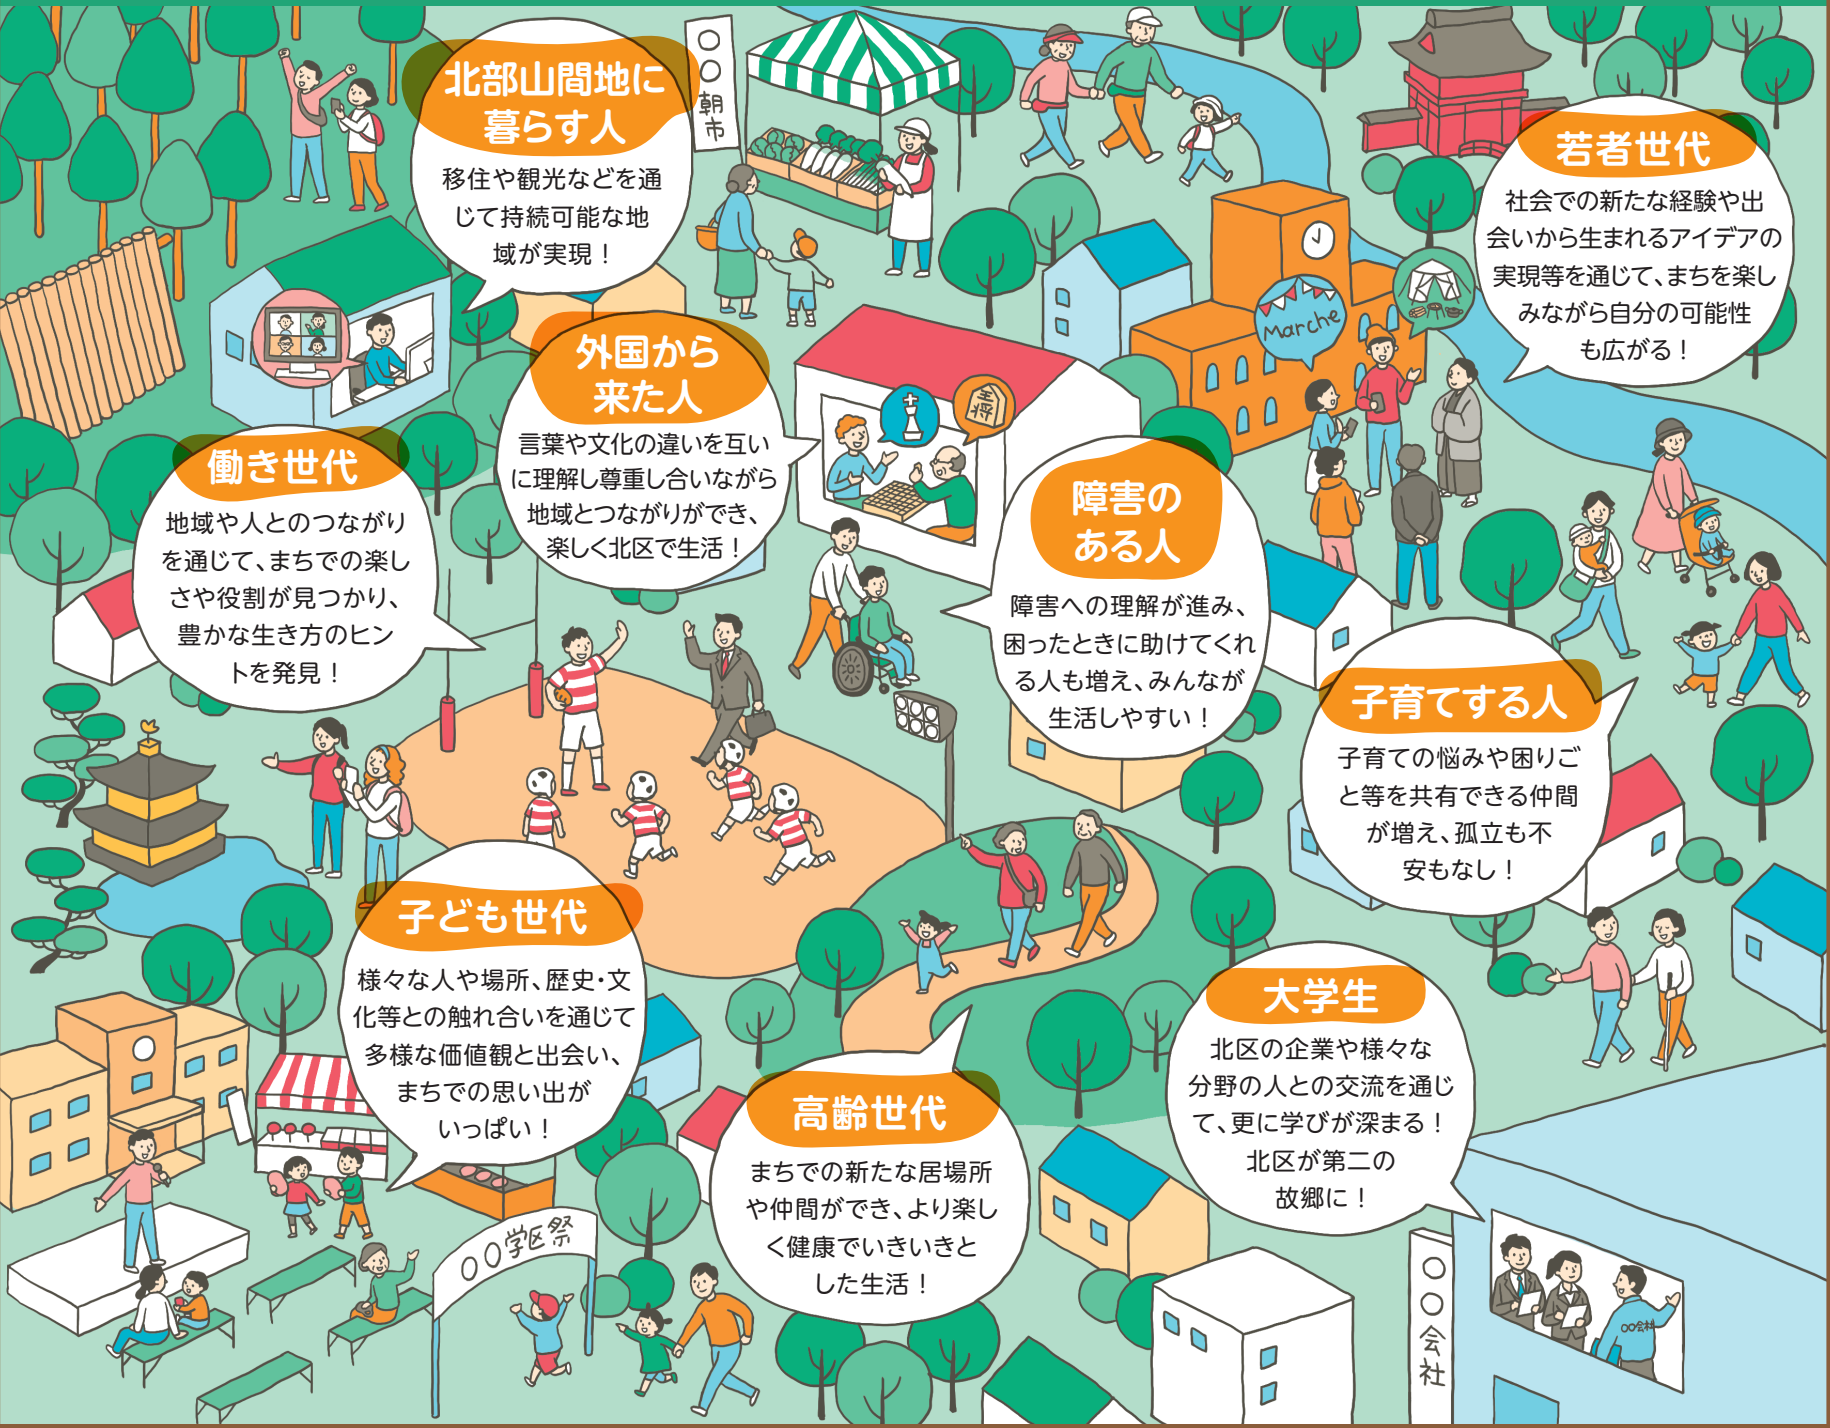 北部山間地に
暮らす人
移住や観光などを通
じて持続可能な地
域が実現！
〇〇朝市
若者世代
社会での新たな経験や出
会いから生まれるアイデアの
実現等を通じて、まちを楽し
みながら自分の可能性
も広がる！
Marche
外国から
来た人
言葉や文化の違いを互い
に理解し尊重し合いながら
地域とつながりができ、
楽しく北区で生活！
王将
働き世代
地域や人とのつながり
を通じて、まちでの楽し
さや役割が見つかり、
豊かな生き方のヒン
トを発見！
障害の
ある人
障害への理解が進み、
困ったときに助けてくれ
る人も増え、みんなが
生活しやすい！
子育てする人
子育ての悩みや困りご
と等を共有できる仲間
が増え、孤立も不
安もなし！
子ども世代
様々な人や場所、歴史・文
化等との触れ合いを通じて
多様な価値観と出会い、
まちでの思い出が
いっぱい！
大学生
北区の企業や様々な
分野の人との交流を通じ
て、更に学びが深まる！
北区が第二の
故郷に！
高齢世代
まちでの新たな居場所
や仲間ができ、より楽し
く健康でいきいきと
した生活！
〇〇学区祭
〇〇会社
〇〇会社